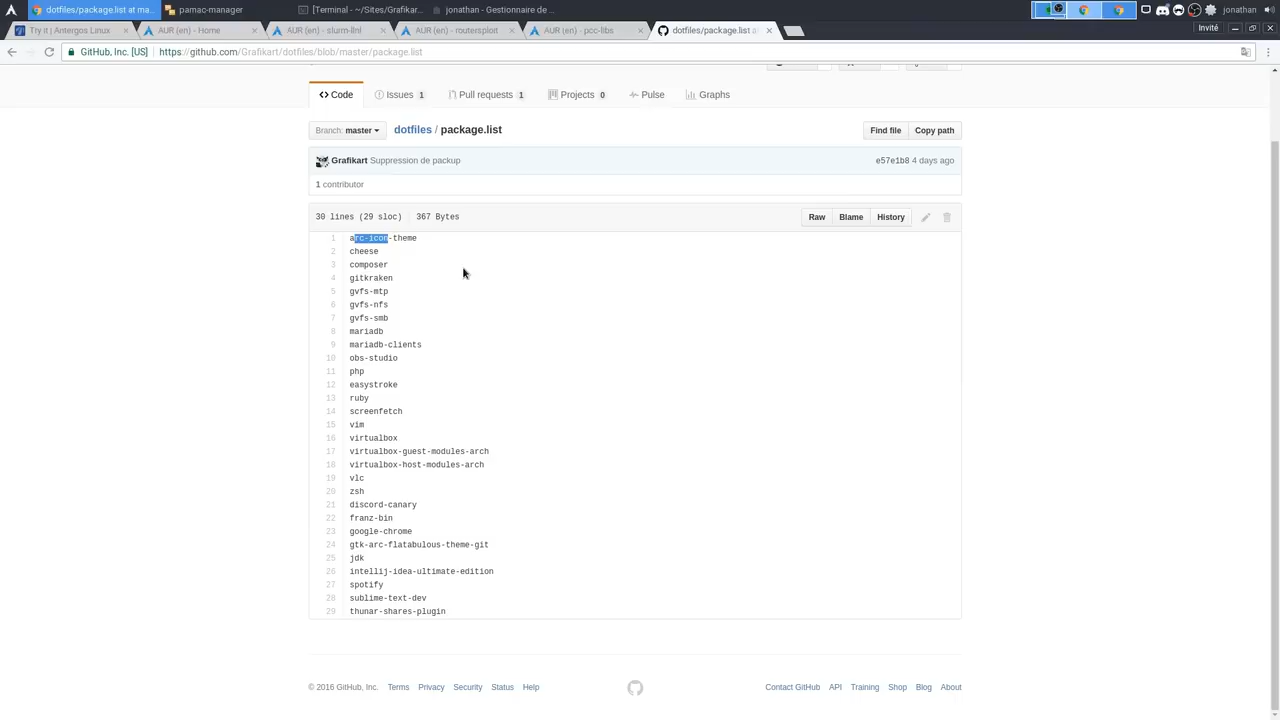 dotfiles/package.list at ma...
pamac-manager
[Terminal - ~/Sites/Grafikar...
jonathan - Gestionnaire de ...
jonathan
Try it | Antergos Linux
AUR (en) - Home
AUR (en) - slurm-llnl
AUR (en) - routersploit
AUR (en) - pcc-libs
dotfiles/package.list a
Invité
GitHub, Inc. [US]
https://github.com/Grafikart/dotfiles/blob/master/package.list
Code
Issues 1
Pull requests 1
Projects 0
Pulse
Graphs
Branch: master
dotfiles / package.list
Find file
Copy path
Grafikart Suppression de packup
e57e1b8 4 days ago
1 contributor
30 lines (29 sloc) 367 Bytes
Raw
Blame
History
1 arc-icon-theme
2 cheese
3 composer
4 gitkraken
5 gvfs-mtp
6 gvfs-nfs
7 gvfs-smb
8 mariadb
9 mariadb-clients
10 obs-studio
11 php
12 easystroke
13 ruby
14 screenfetch
15 vim
16 virtualbox
17 virtualbox-guest-modules-arch
18 virtualbox-host-modules-arch
19 vlc
20 zsh
21 discord-canary
22 franz-bin
23 google-chrome
24 gtk-arc-flatabulous-theme-git
25 jdk
26 intellij-idea-ultimate-edition
27 spotify
28 sublime-text-dev
29 thunar-shares-plugin
© 2016 GitHub, Inc. Terms Privacy Security Status Help
Contact GitHub API Training Shop Blog About